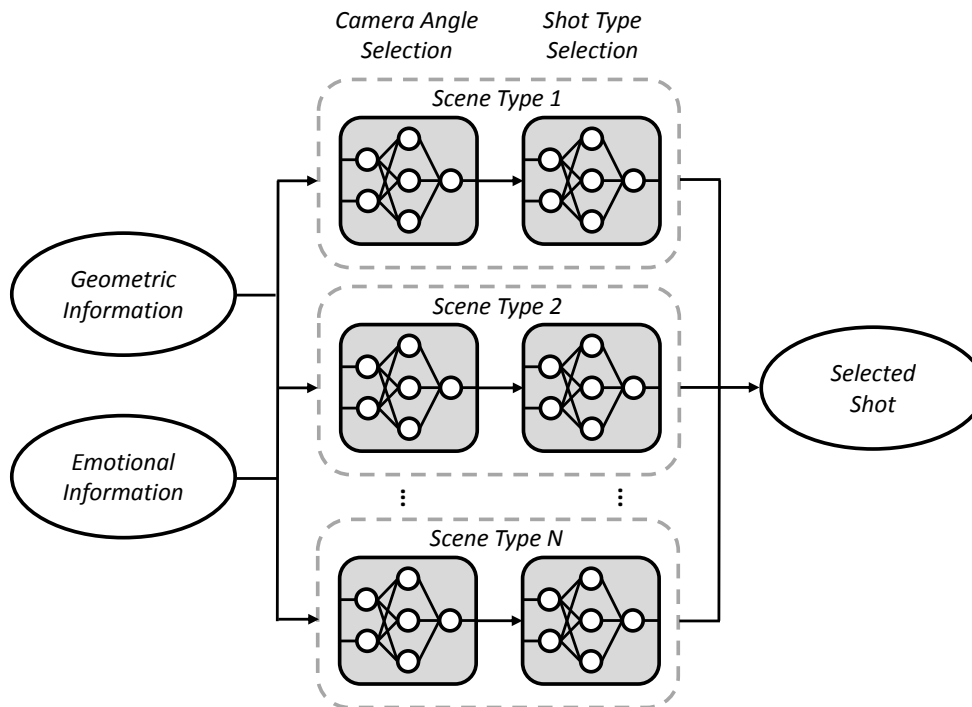 Camera Angle
Selection
Shot Type
Selection
Scene Type 1
Geometric
Information
Scene Type 2
Selected
Shot
Emotional
Information
...
...
Scene Type N